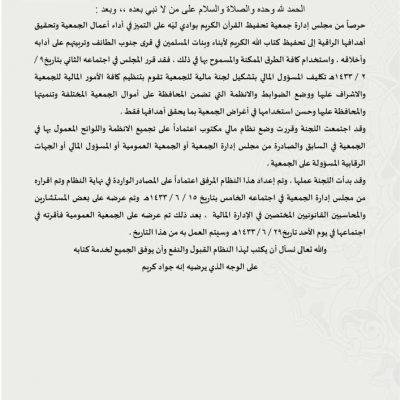 الحمد لله وحده والصلاة والسلام على من لا نبي بعده ،، وبعد :
حرصاً من مجلس إدارة جمعية تحفيظ القرآن الكريم بوادي ليّه على التميز في أداء أعمال الجمعية وتحقيق
أهدافها الراقية إلى تحفيظ كتاب الله الكريم لأبناء وبنات المسلمين في قرى جنوب الطائف وتربيتهم على آدابه
وأخلاقه . واستخدام كافة الطرق الممكنة والمسموح بها في ذلك . فقد قرر المجلس في اجتماعه الثاني بتاريخ٩ /
٢ / ١٤٣٣هـ تكليف المسؤول المالي بتشكيل لجنة مالية للجمعية تقوم بتنظيم كافة الأمور المالية للجمعية
والاشراف عليها ووضع الضوابط والانظمة التي تضمن المحافظة على أموال الجمعية المختلفة وتنميتها
والمحافظة عليها وحسن استخدامها في أغراض الجمعية بما يحقق أهدافها فقط .
وقد اجتمعت اللجنة وقررت وضع نظام مالي مكتوب اعتماداً على تجميع الانظمة واللوائح المعمول بها في
الجمعية في السابق والصادرة من مجلس إدارة الجمعية أو الجمعية العمومية أو المسؤول المالي أو الجهات
الرقابية المسؤولة على الجمعية .
وقد بدأت اللجنة عملها . وتم إعداد هذا النظام المرفق اعتماداً على المصادر الواردة في نهاية النظام وتم اقراره
من مجلس إدارة الجمعية في اجتماعه الخامس بتاريخ ١٥ / ٦ / ١٤٣٣هـ وتم عرضه على بعض المستشارين
والمحاسبين القانونيين المختصين في الإدارة المالية . بعد ذلك تم عرضه على الجمعية العمومية فأقرته في
اجتماعها في يوم الأحد تاريخ٢٩ / ٦ / ١٤٣٣هـ وسيتم العمل به من هذا التاريخ .
والله تعالى نسأل أن يكتب لهذا النظام القبول والنفع وأن يوفق الجميع لخدمة كتابه
على الوجه الذي يرضيه إنه جواد كريم